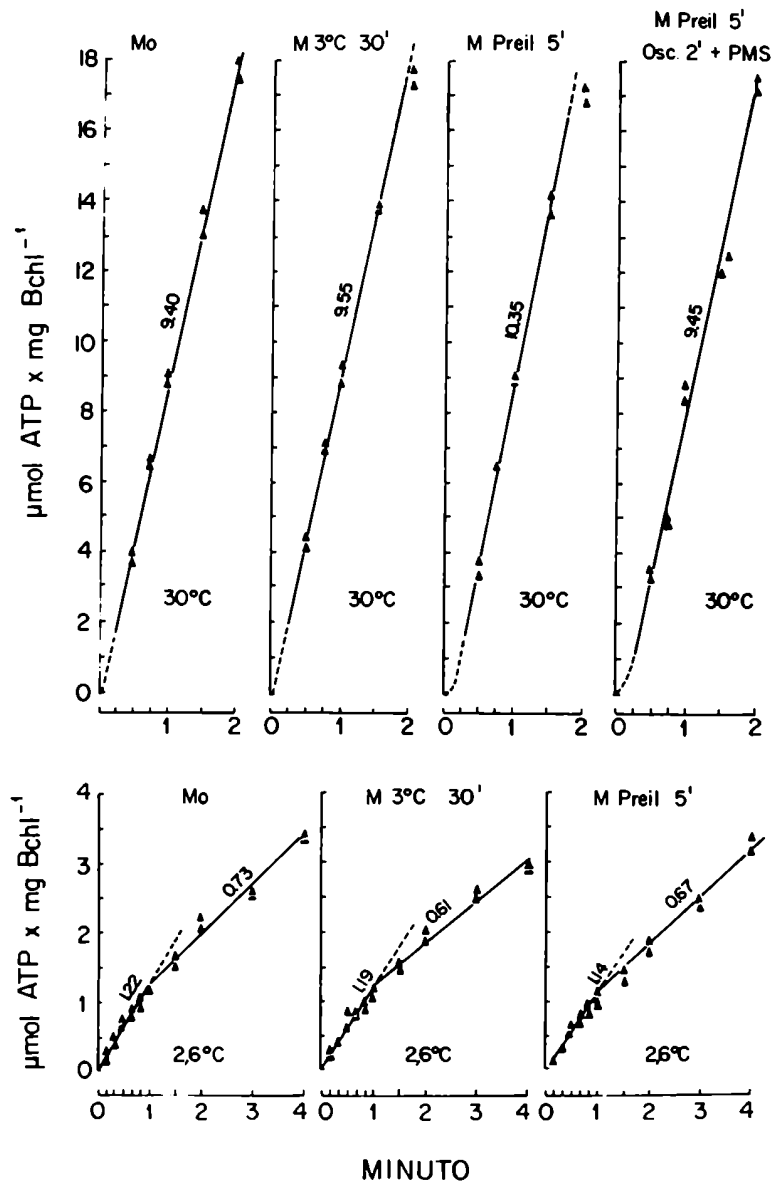 Mo
M 3°C 30'
M Preil 5'
M Preil 5'
Osc. 2' + PMS
µmol ATP x mg Bchl⁻¹
18
16
14
12
10
8
6
4
2
0
9.40
9.55
10.35
9.45
30°C
30°C
30°C
30°C
0 1 2
0 1 2
0 1 2
0 1 2
Mo
M 3°C 30'
M Preil 5'
µmol ATP x mg Bchl⁻¹
4
3
2
1
0
1.22
0.73
1.19
0.61
1.14
0.67
2,6°C
2,6°C
2,6°C
0 1 2 3 4
0 1 2 3 4
0 1 2 3 4
MINUTO